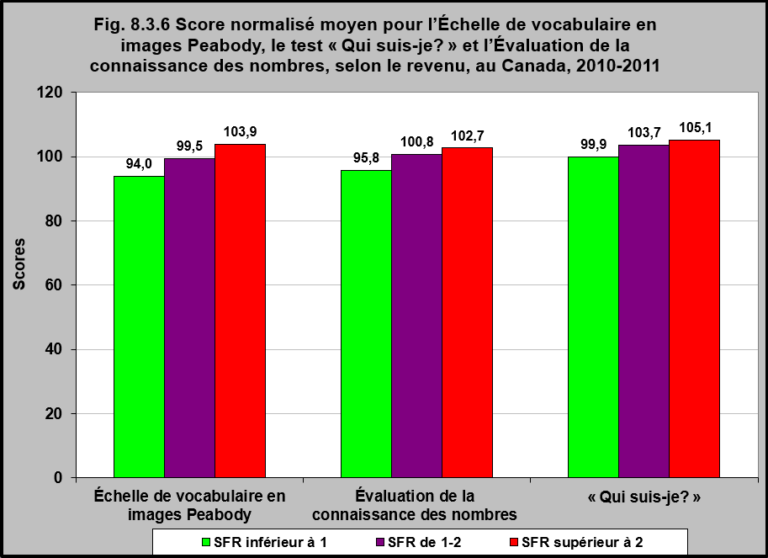 Fig. 8.3.6 Score normalisé moyen pour l’Échelle de vocabulaire en
images Peabody, le test « Qui suis-je? » et l’Évaluation de la
connaissance des nombres, selon le revenu, au Canada, 2010-2011
120
100
80
60
40
20
0
Scores
94,0
99,5
103,9
95,8
100,8
102,7
99,9
103,7
105,1
Échelle de vocabulaire en
images Peabody
Évaluation de la
connaissance des nombres
« Qui suis-je? »
SFR inférieur à 1
SFR de 1-2
SFR supérieur à 2